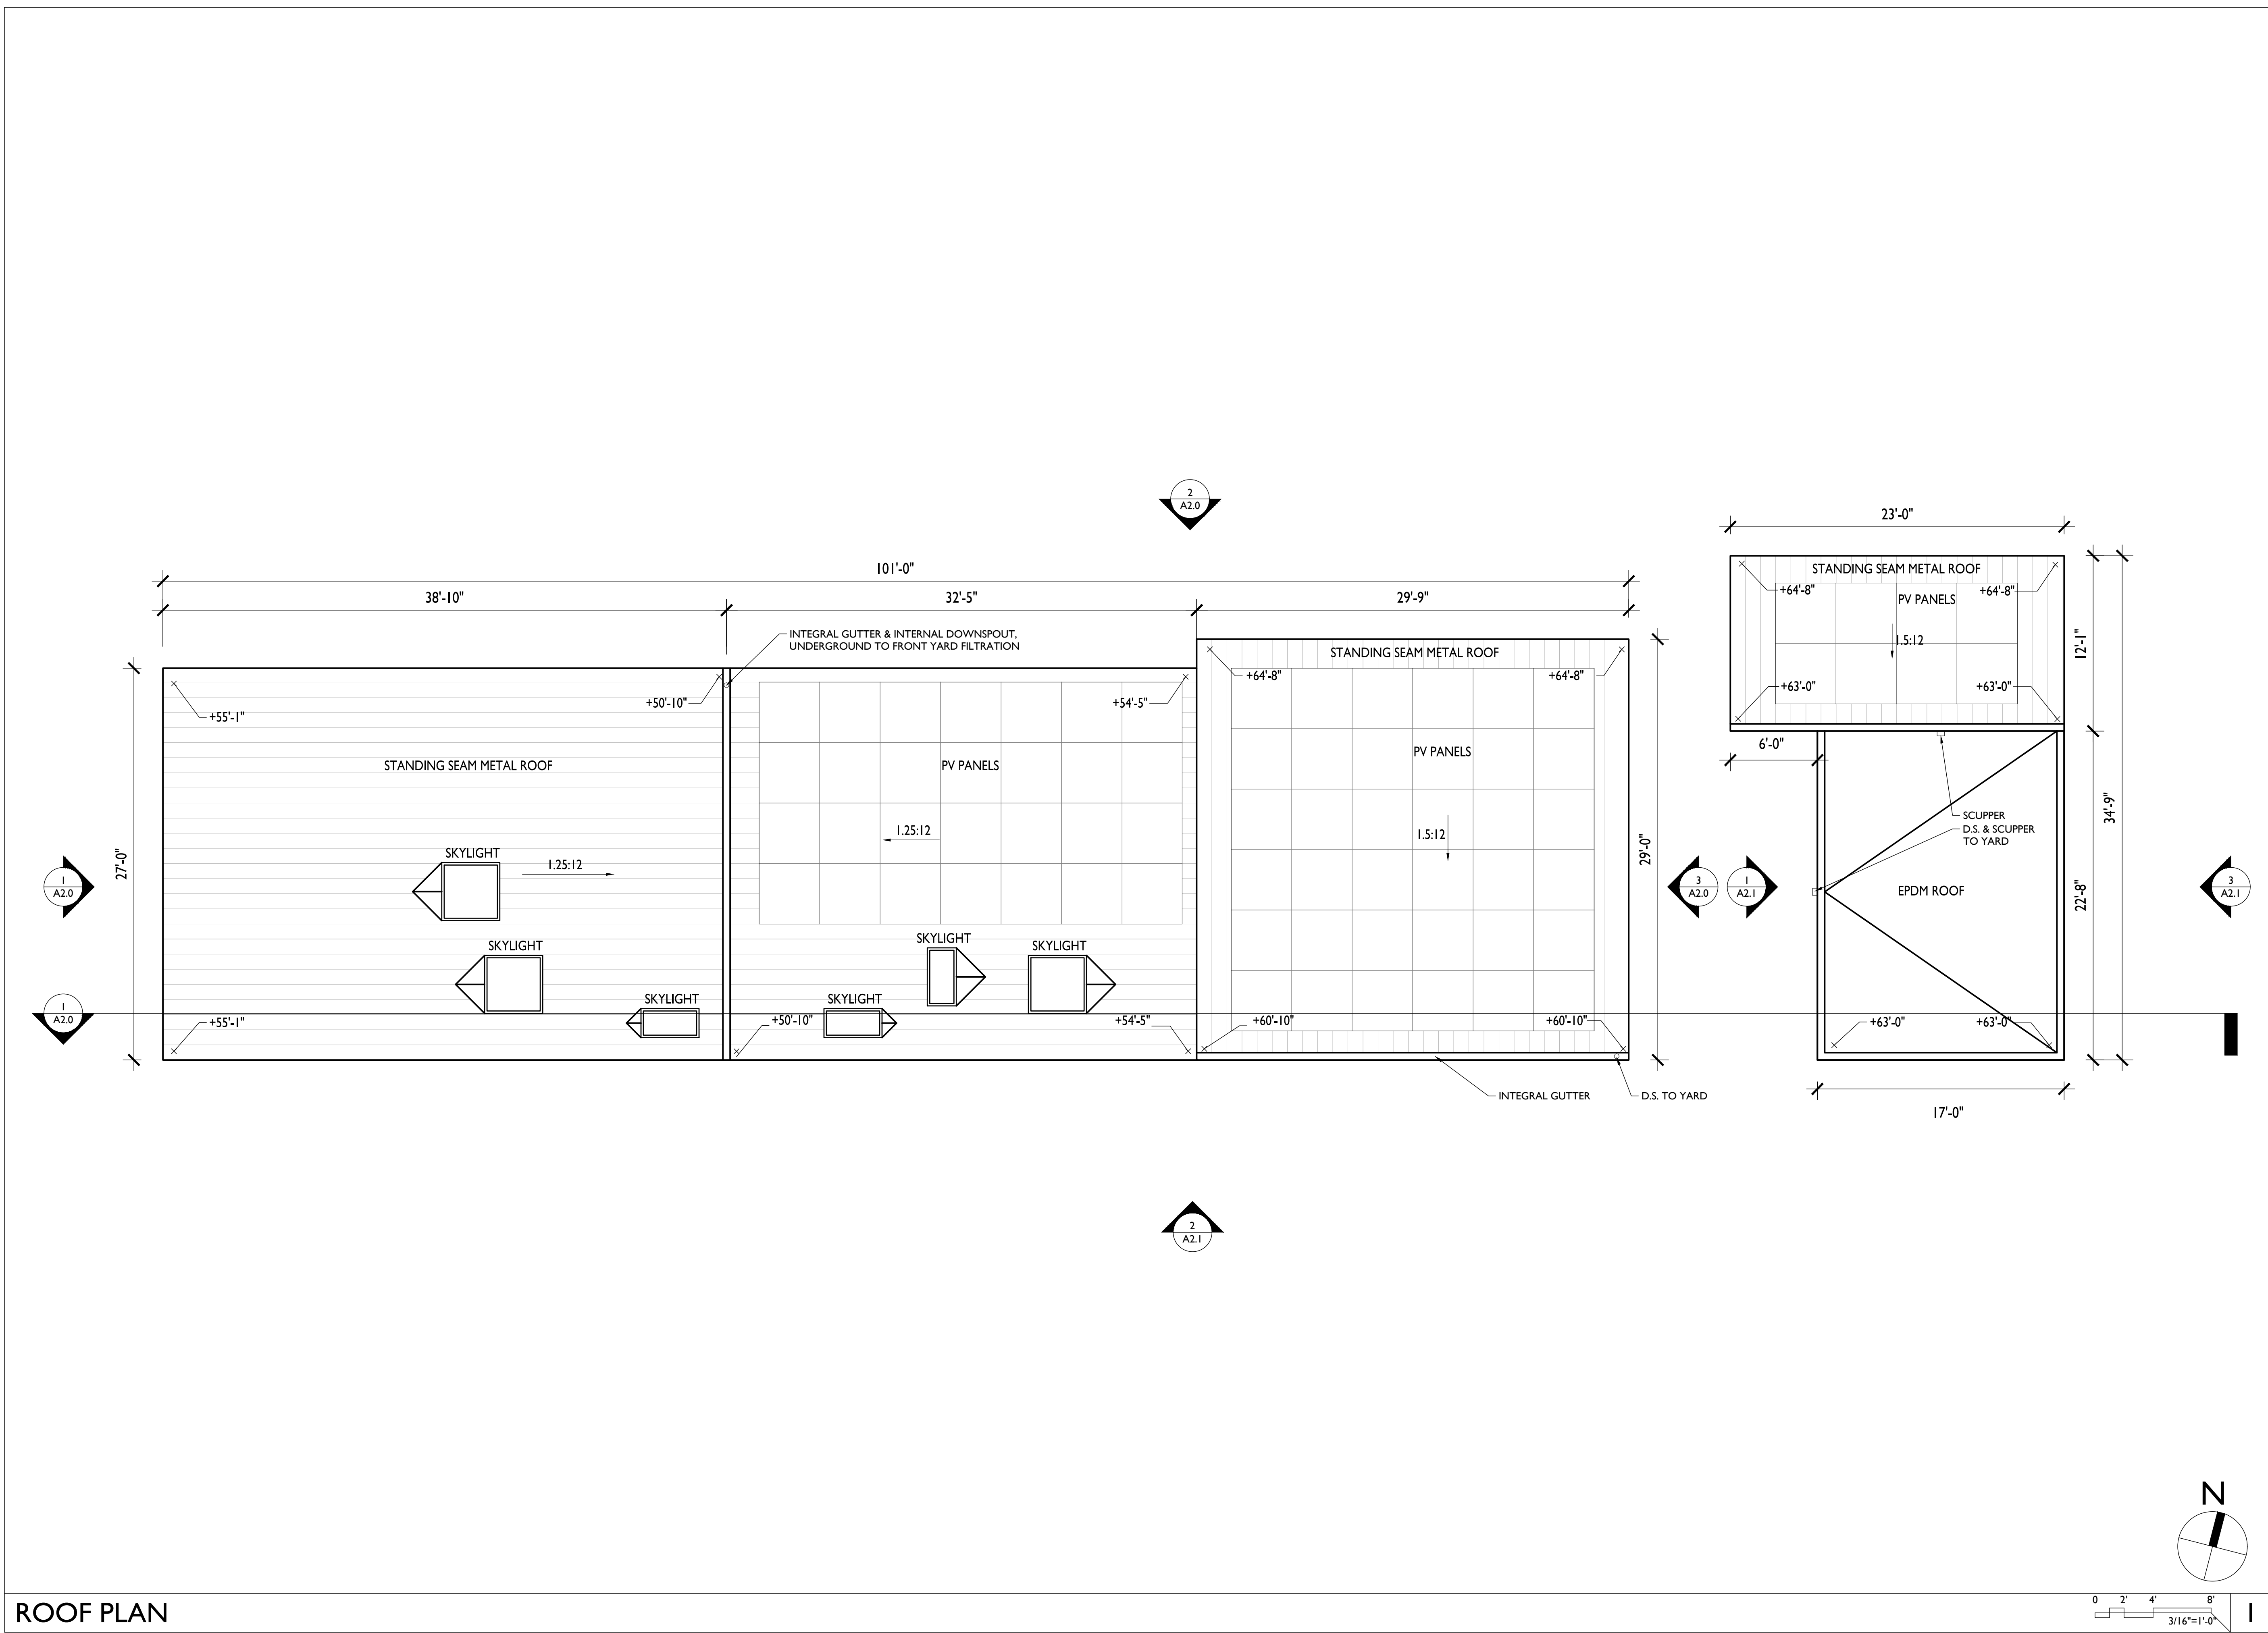 2
A2.0
23'-0"
101'-0"
38'-10"
32'-5"
29'-9"
STANDING SEAM METAL ROOF
+64'-8"
+64'-8"
PV PANELS
1.5:12
+63'-0"
+63'-0"
12'-1"
34'-9"
6'-0"
INTEGRAL GUTTER & INTERNAL DOWNSPOUT,
UNDERGROUND TO FRONT YARD FILTRATION
STANDING SEAM METAL ROOF
+64'-8"
+64'-8"
+55'-1"
+50'-10"
+54'-5"
STANDING SEAM METAL ROOF
PV PANELS
PV PANELS
1.25:12
1.5:12
SCUPPER
D.S. & SCUPPER
TO YARD
27'-0"
SKYLIGHT
1.25:12
29'-0"
1
A2.0
3
A2.0
1
A2.1
EPDM ROOF
22'-8"
3
A2.1
SKYLIGHT
SKYLIGHT
SKYLIGHT
SKYLIGHT
SKYLIGHT
1
A2.0
+55'-1"
+50'-10"
+54'-5"
+60'-10"
+60'-10"
+63'-0"
+63'-0"
INTEGRAL GUTTER
D.S. TO YARD
17'-0"
2
A2.1
N
ROOF PLAN
0 2' 4' 8'
3/16"=1'-0"
1